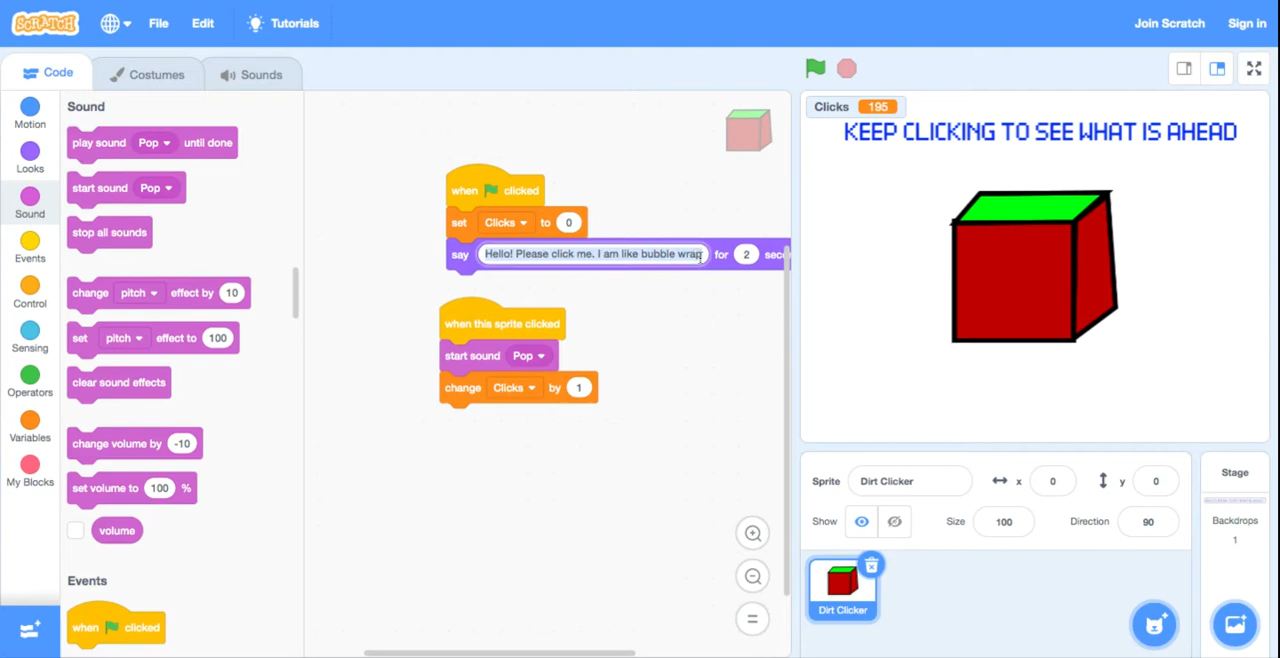 SCRATCH File Edit Tutorials Join Scratch Sign in
Code Costumes Sounds
Motion
Looks
Sound
Events
Control
Sensing
Operators
Variables
My Blocks
Sound
play sound Pop until done
start sound Pop
stop all sounds
change pitch effect by 10
set pitch effect to 100
clear sound effects
change volume by -10
set volume to 100 %
volume
Events
when clicked
when clicked
set Clicks to 0
say Hello! Please click me. I am like bubble wrap for 2
when this sprite clicked
start sound Pop
change Clicks by 1
Clicks 195
KEEP CLICKING TO SEE WHAT IS AHEAD
Sprite Dirt Clicker x 0 y 0
Show Size 100 Direction 90
Dirt Clicker
Stage
Backdrops
1